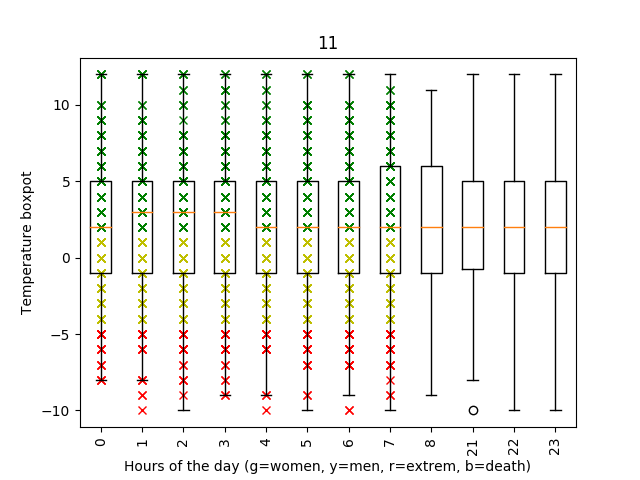 11
10
5
0
−5
−10
Temperature boxpot
0 1 2 3 4 5 6 7 8 21 22 23
Hours of the day (g=women, y=men, r=extrem, b=death)